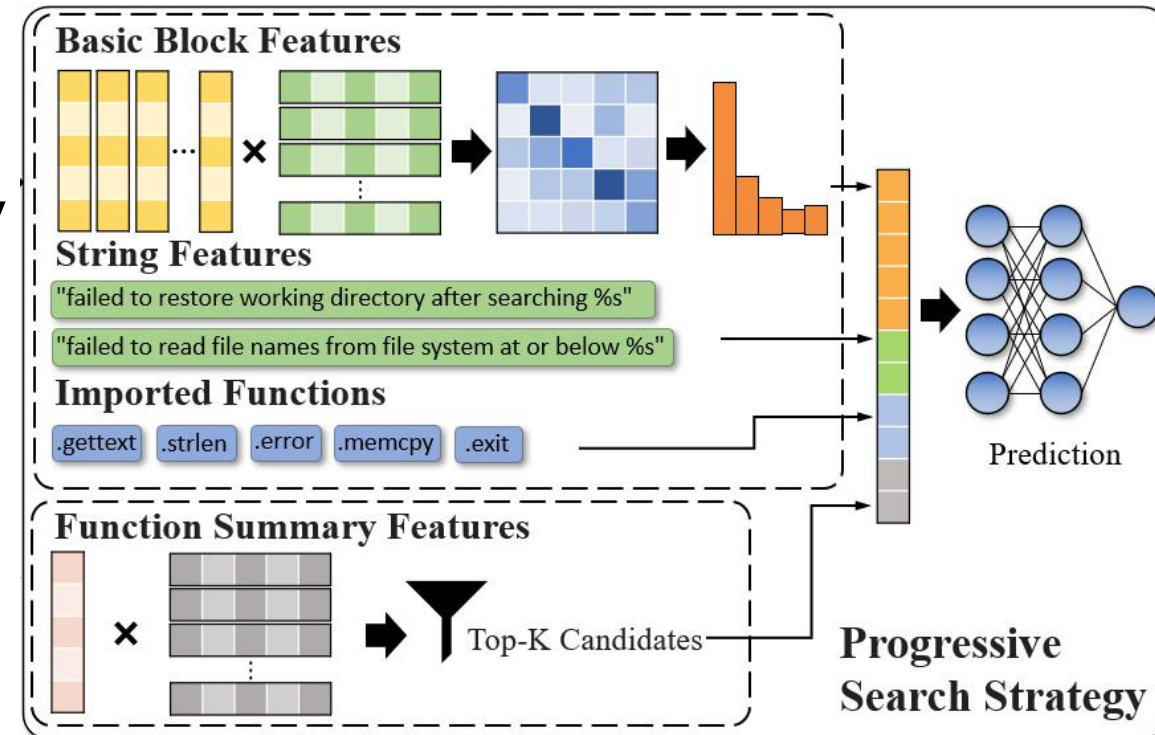 Basic Block Features
...
...
String Features
"failed to restore working directory after searching %s"
"failed to read file names from file system at or below %s"
Imported Functions
.gettext .strlen .error .memcpy .exit
Prediction
Function Summary Features
...
Top-K Candidates
Progressive
Search Strategy